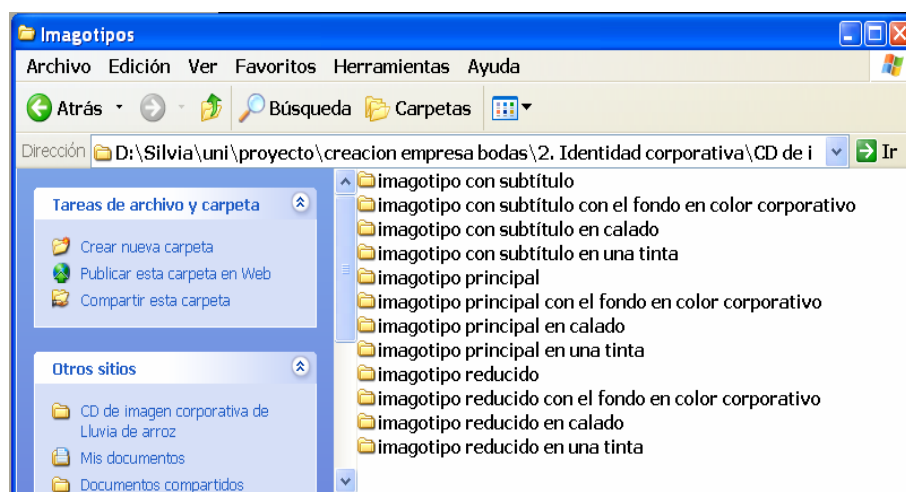 Imagotipos
Archivo Edición Ver Favoritos Herramientas Ayuda
Atrás Búsqueda Carpetas
Dirección D:\Silvia\uni\proyecto\creacion empresa bodas\2. Identidad corporativa\CD de i Ir
Tareas de archivo y carpeta
Crear nueva carpeta
Publicar esta carpeta en Web
Compartir esta carpeta
Otros sitios
CD de imagen corporativa de
Lluvia de arroz
Mis documentos
Documentos compartidos
imagotipo con subtítulo
imagotipo con subtítulo con el fondo en color corporativo
imagotipo con subtítulo en calado
imagotipo con subtítulo en una tinta
imagotipo principal
imagotipo principal con el fondo en color corporativo
imagotipo principal en calado
imagotipo principal en una tinta
imagotipo reducido
imagotipo reducido con el fondo en color corporativo
imagotipo reducido en calado
imagotipo reducido en una tinta